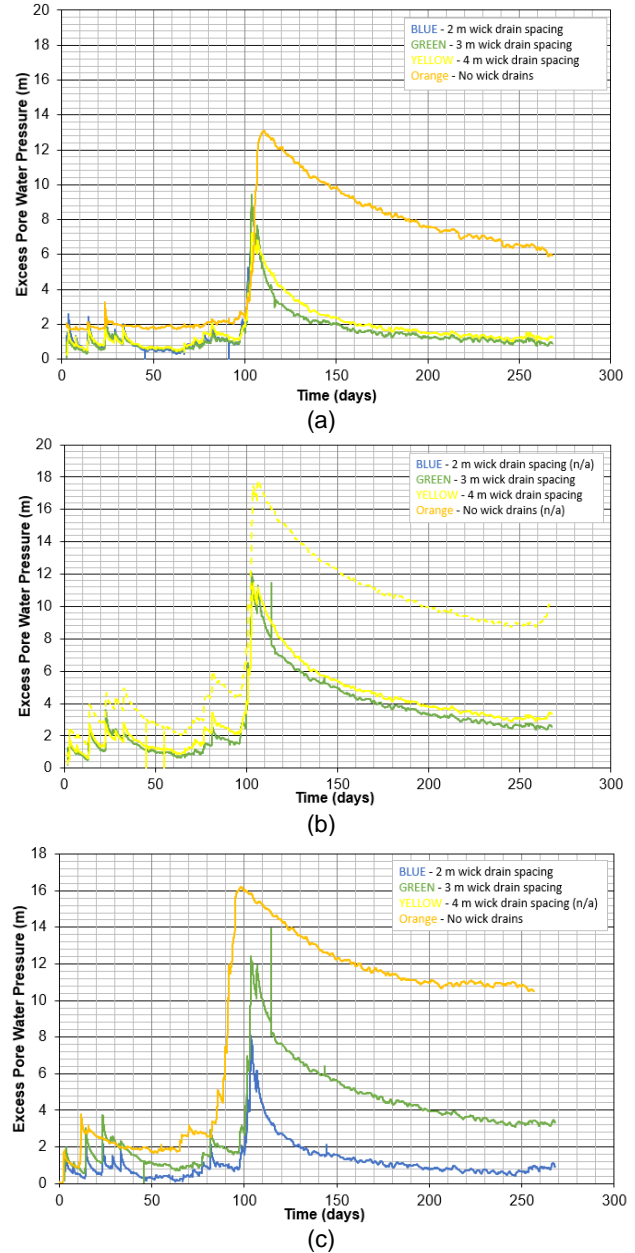 20
18
16
14
12
10
8
6
4
2
0
Excess Pore Water Pressure (m)
BLUE - 2 m wick drain spacing
GREEN - 3 m wick drain spacing
YELLOW - 4 m wick drain spacing
Orange - No wick drains
0 50 100 150 200 250 300
Time (days)
(a)
20
18
16
14
12
10
8
6
4
2
0
Excess Pore Water Pressure (m)
BLUE - 2 m wick drain spacing (n/a)
GREEN - 3 m wick drain spacing
YELLOW - 4 m wick drain spacing
Orange - No wick drains (n/a)
0 50 100 150 200 250 300
Time (days)
(b)
18
16
14
12
10
8
6
4
2
0
Excess Pore Water Pressure (m)
BLUE - 2 m wick drain spacing
GREEN - 3 m wick drain spacing
YELLOW - 4 m wick drain spacing (n/a)
Orange - No wick drains
0 50 100 150 200 250 300
Time (days)
(c)